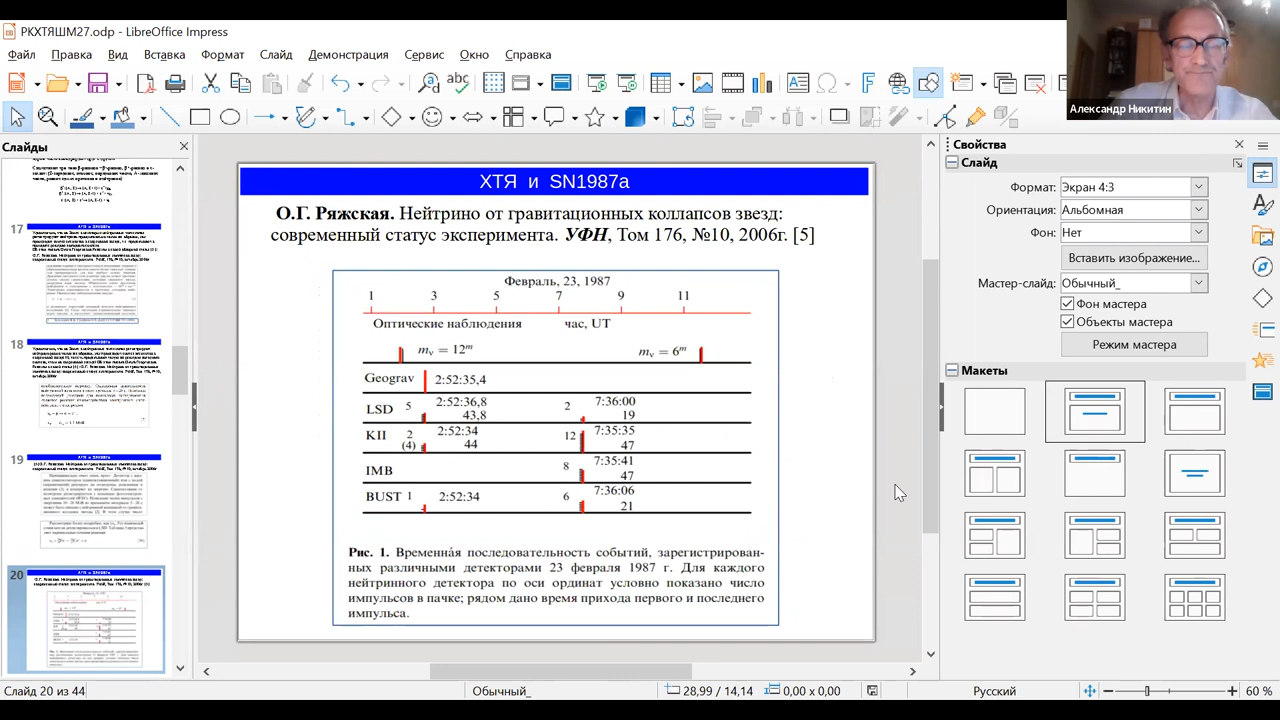 РКХТЯШМ27.odp - LibreOffice Impress
Файл Правка Вид Вставка Формат Слайд Демонстрация Сервис Окно Справка
Александр Никитин
Слайды
17
18
19
20
ХТЯ и SN1987a
О.Г. Ряжская. Нейтрино от гравитационных коллапсов звезд:
современный статус эксперимента. УФН, Том 176, №10, 2006г. [5]
Февраль, 23, 1987
1 3 5 7 9 11
Оптические наблюдения час, UT
mv = 12m mv = 6m
Geograv 2:52:35,4
LSD 5 2:52:36,8 2 7:36:00
43,8 19
KII 2 2:52:34 12 7:35:35
(4) 44 47
IMB 8 7:35:41
47
BUST 1 2:52:34 6 7:36:06
21
Рис. 1. Временна́я последовательность событий, зарегистрирован-
ных различными детекторами 23 февраля 1987 г. Для каждого
нейтринного детектора по оси ординат условно показано число
импульсов в пачке; рядом дано время прихода первого и последнего
импульса.
Свойства
Слайд
Формат: Экран 4:3
Ориентация: Альбомная
Фон: Нет
Вставить изображение...
Мастер-слайд: Обычный_
Фон мастера
Объекты мастера
Режим мастера
Макеты
Слайд 20 из 44 Обычный_ 28,99 / 14,14 0,00 x 0,00 Русский 60 %